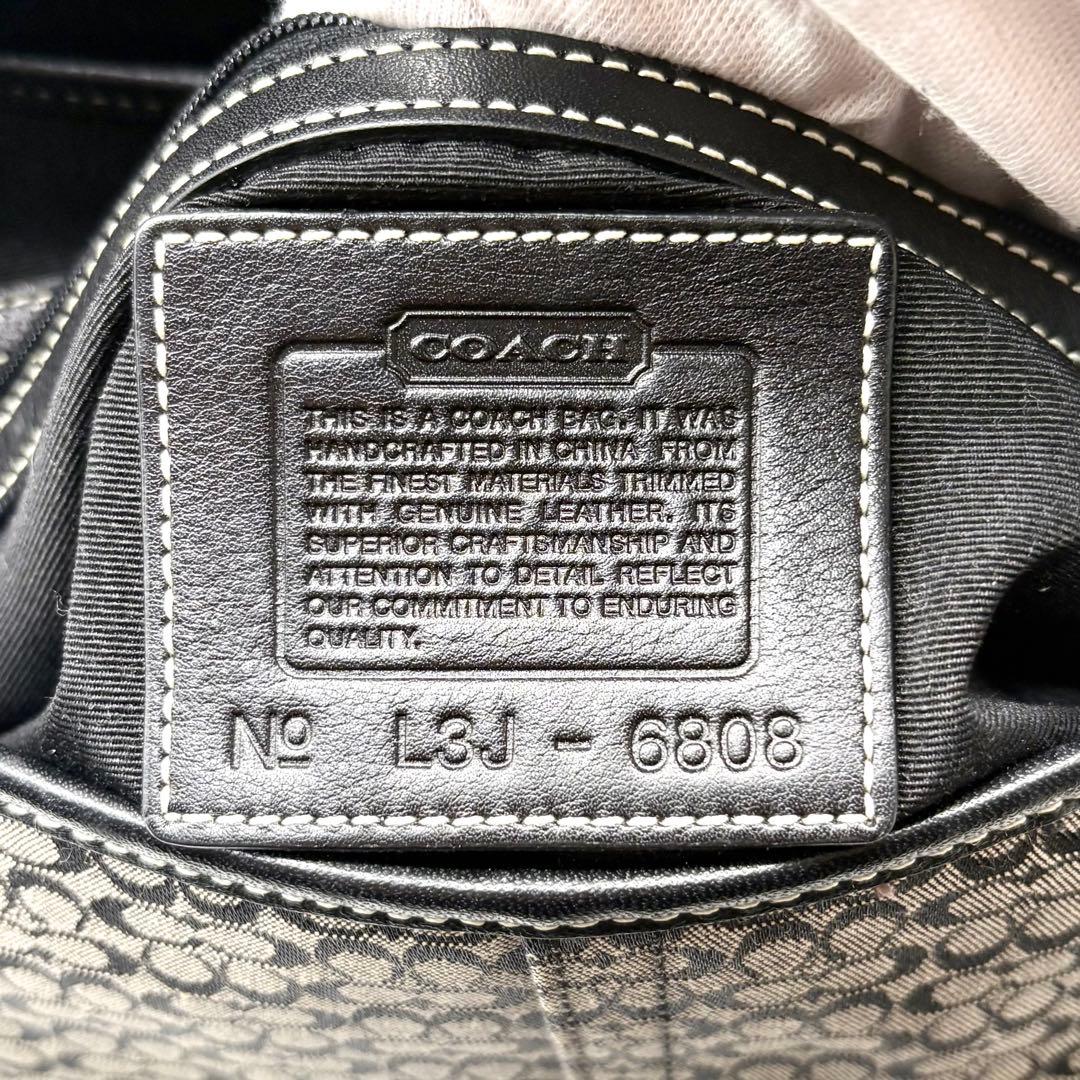 COACH
THIS IS A COACH BAG. IT WAS
HANDCRAFTED IN CHINA FROM
THE FINEST MATERIALS TRIMMED
WITH GENUINE LEATHER. ITS
SUPERIOR CRAFTSMANSHIP AND
ATTENTION TO DETAIL REFLECT
OUR COMMITMENT TO ENDURING
QUALITY.
Nº L3J - 6808